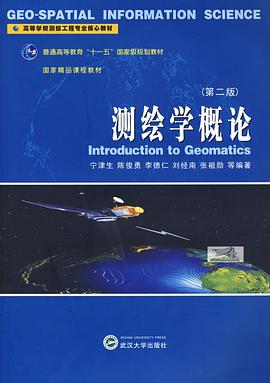 GEO-SPATIAL INFORMATION SCIENCE
高等学校测绘工程专业核心教材
普通高等教育“十一五”国家级规划教材
国家精品课程教材
(第二版)
测绘学概论
Introduction to Geomatics
宁津生 陈俊勇 李德仁 刘经南 张祖勋 等编著
WUHAN UNIVERSITY PRESS
武汉大学出版社